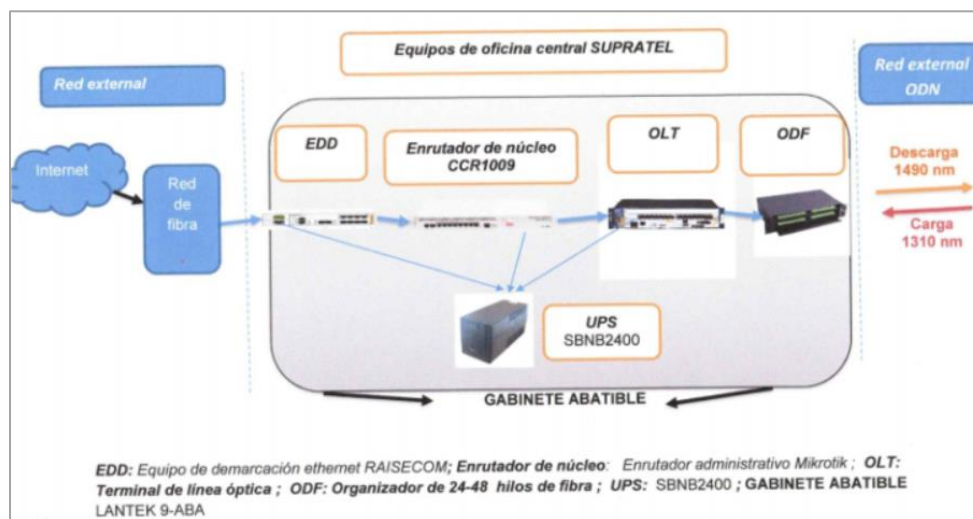 Equipos de oficina central SUPRATEL
Red external
Red external
ODN
EDD
Enrutador de núcleo
CCR1009
OLT
ODF
Internet
Red
de
fibra
Descarga
1490 nm
Carga
1310 nm
UPS
SBNB2400
GABINETE ABATIBLE
EDD: Equipo de demarcación ethernet RAISECOM; Enrutador de núcleo: Enrutador administrativo Mikrotik ; OLT:
Terminal de línea óptica ; ODF: Organizador de 24-48 hilos de fibra ; UPS: SBNB2400 ; GABINETE ABATIBLE
LANTEK 9-ABA